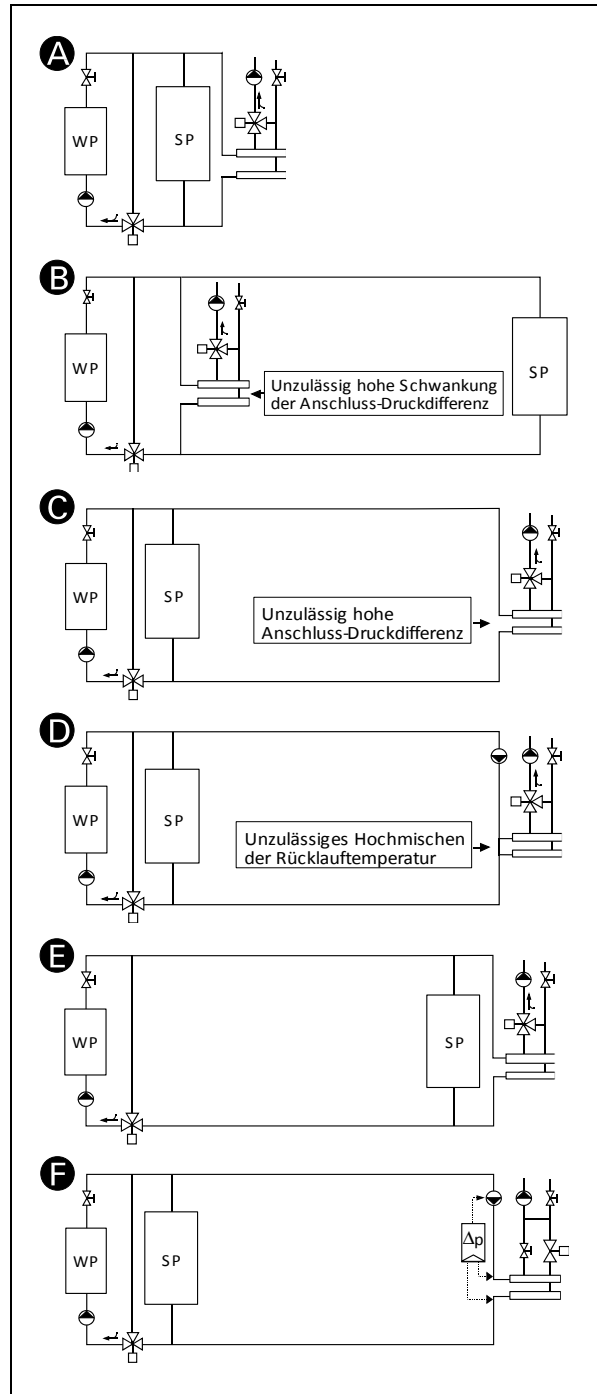 A
WP
SP
B
WP
SP
Unzulässig hohe Schwankung
der Anschluss-Druckdifferenz
C
WP
SP
Unzulässig hohe
Anschluss-Druckdifferenz
D
WP
SP
Unzulässiges Hochmischen
der Rücklauftemperatur
E
WP
SP
F
WP
SP
Δp